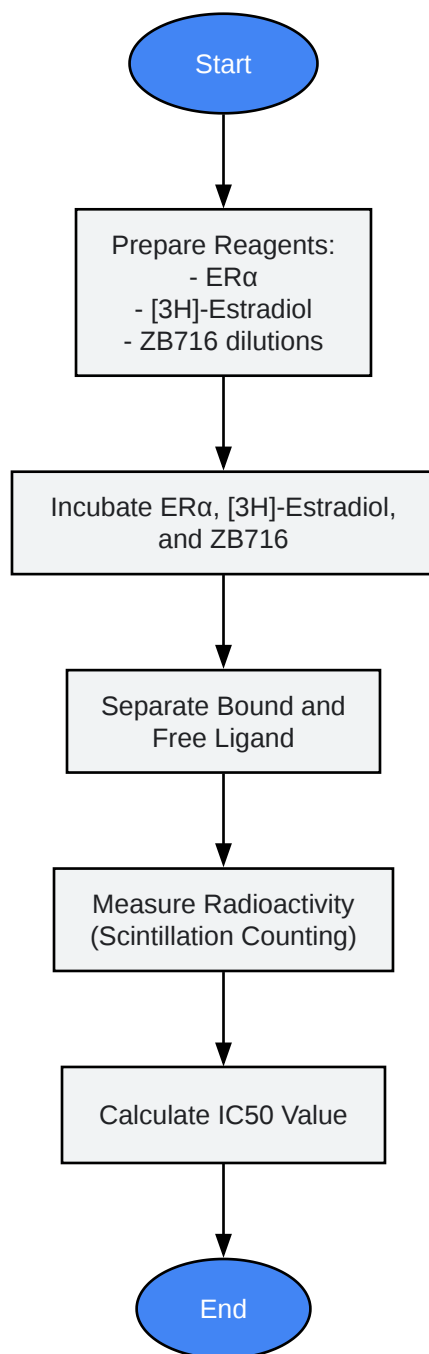 Start
Prepare Reagents:
- ERα
- [3H]-Estradiol
- ZB716 dilutions
Incubate ERα, [3H]-Estradiol,
and ZB716
Separate Bound and
Free Ligand
Measure Radioactivity
(Scintillation Counting)
Calculate IC50 Value
End